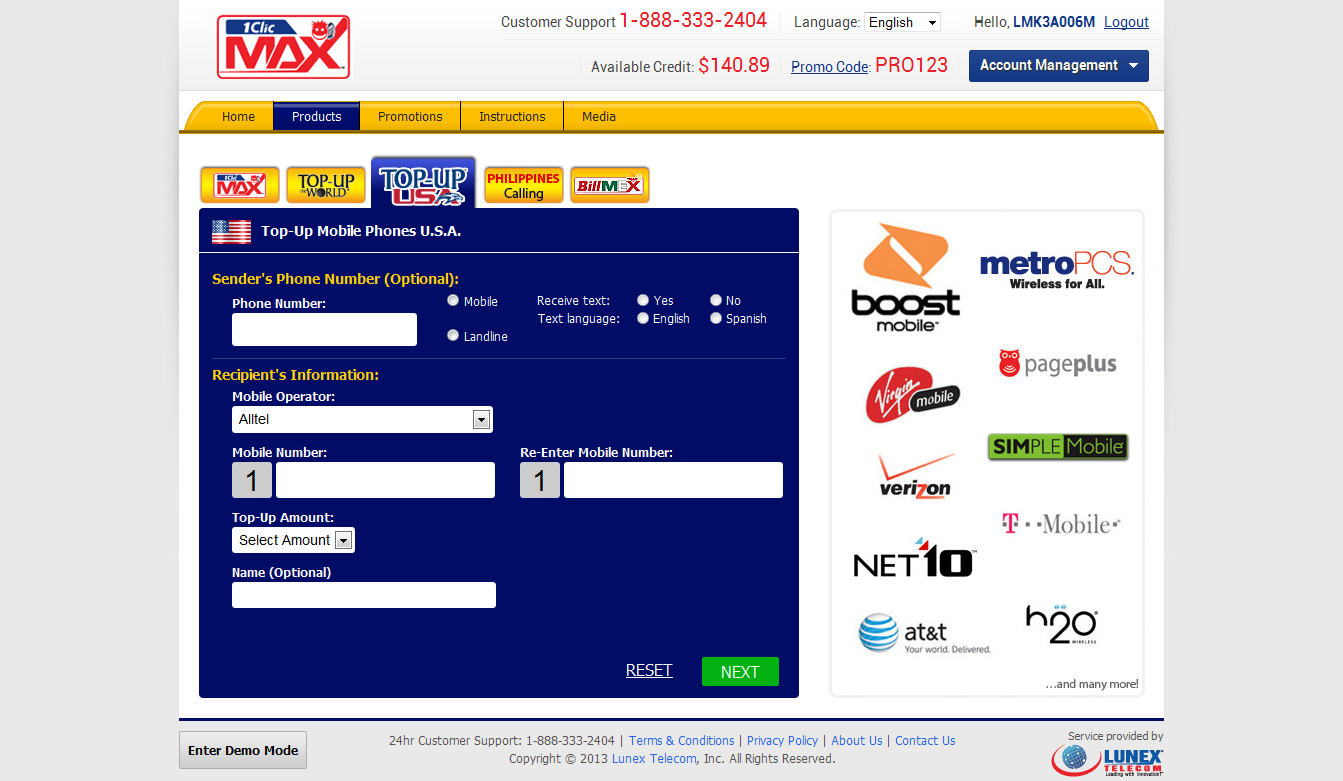 1Clic
MAX
Customer Support 1-888-333-2404
Language: English
Hello, LMK3A006M Logout
Available Credit: $140.89
Promo Code: PRO123
Account Management
Home
Products
Promotions
Instructions
Media
1Clic MAX
TOP-UP the WORLD
TOP-UP USA
PHILIPPINES Calling
BillMEX
Top-Up Mobile Phones U.S.A.
Sender's Phone Number (Optional):
Phone Number:
Mobile
Landline
Receive text: Yes No
Text language: English Spanish
Recipient's Information:
Mobile Operator:
Alltel
Mobile Number:
1
Re-Enter Mobile Number:
1
Top-Up Amount:
Select Amount
Name (Optional)
RESET
NEXT
boost mobile™
metroPCS.
Wireless for All.
pageplus
Virgin mobile
SIMPLE Mobile
verizon
T··Mobile·
NET10™
at&t
Your world. Delivered.
h2o
WIRELESS
...and many more!
Enter Demo Mode
24hr Customer Support: 1-888-333-2404 | Terms & Conditions | Privacy Policy | About Us | Contact Us
Copyright © 2013 Lunex Telecom, Inc. All Rights Reserved.
Service provided by
LUNEX
TELECOM
Leading with Innovation